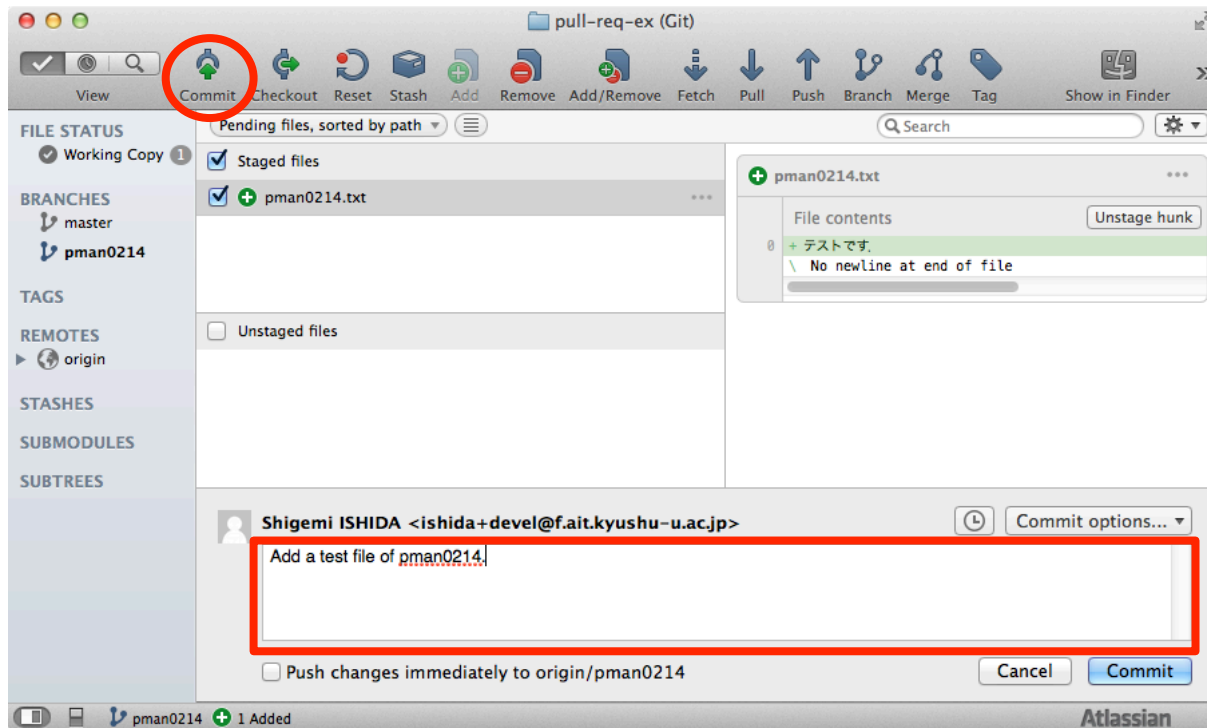 pull-req-ex (Git)
View
Commit
Checkout
Reset
Stash
Add
Remove
Add/Remove
Fetch
Pull
Push
Branch
Merge
Tag
Show in Finder
FILE STATUS
Working Copy 1
BRANCHES
master
pman0214
TAGS
REMOTES
origin
STASHES
SUBMODULES
SUBTREES
Pending files, sorted by path
Search
Staged files
pman0214.txt
Unstaged files
pman0214.txt
File contents
Unstage hunk
0 + テストです.
\ No newline at end of file
Shigemi ISHIDA <ishida+devel@f.ait.kyushu-u.ac.jp>
Commit options...
Add a test file of pman0214.
Push changes immediately to origin/pman0214
Cancel
Commit
pman0214 1 Added
Atlassian